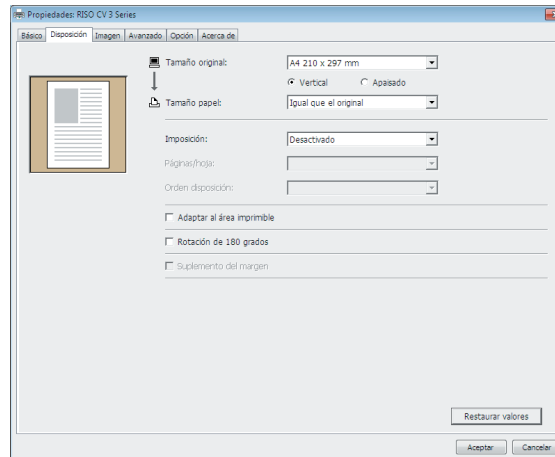 Propiedades: RISO CV 3 Series
Básico Disposición Imagen Avanzado Opción Acerca de
Tamaño original: A4 210 x 297 mm
Vertical Apaisado
Tamaño papel: Igual que el original
Imposición: Desactivado
Páginas/hoja:
Orden disposición:
Adaptar al área imprimible
Rotación de 180 grados
Suplemento del margen
Restaurar valores
Aceptar Cancelar